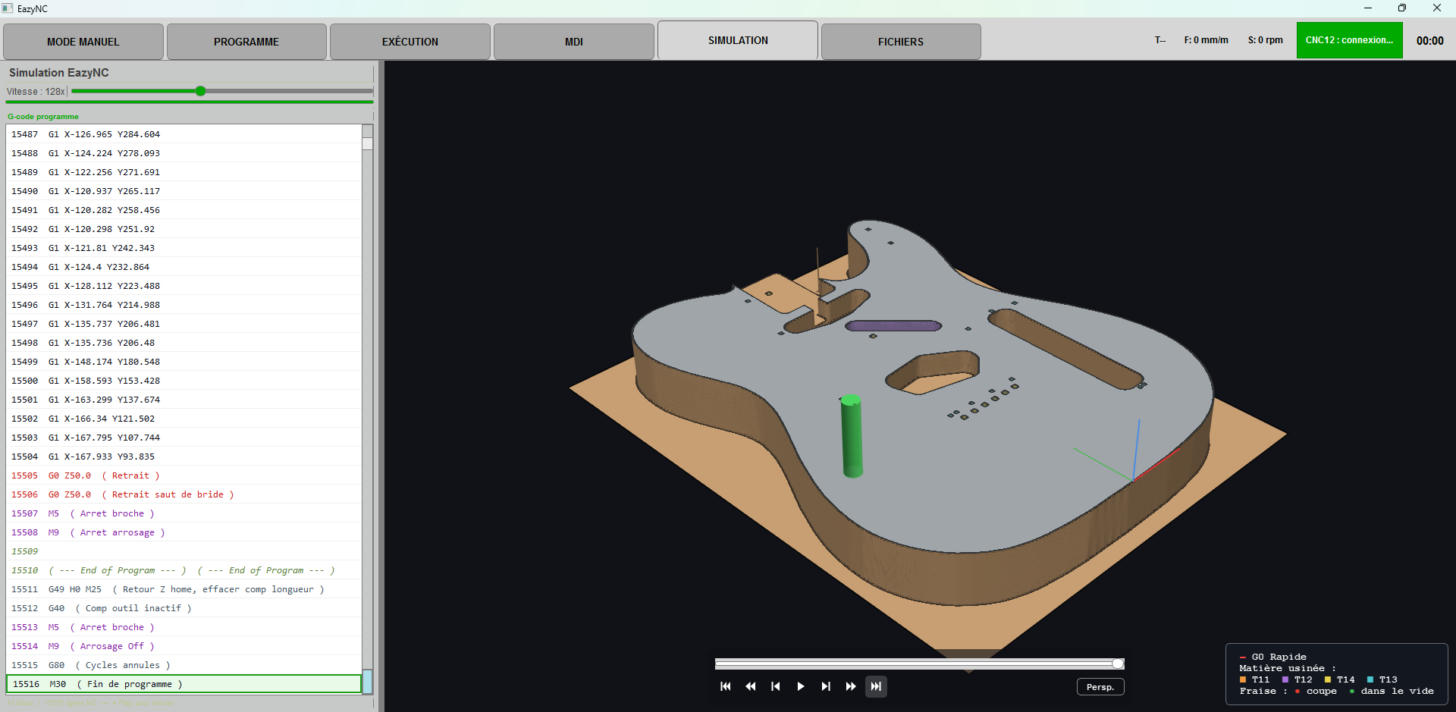 EazyNC
MODE MANUEL
PROGRAMME
EXÉCUTION
MDI
SIMULATION
FICHIERS
T--
F: 0 mm/m
S: 0 rpm
CNC12 : connexion...
00:00
Simulation EazyNC
Vitesse : 128x
G-code programme
15487 G1 X-126.965 Y284.604
15488 G1 X-124.224 Y278.093
15489 G1 X-122.256 Y271.691
15490 G1 X-120.937 Y265.117
15491 G1 X-120.282 Y258.456
15492 G1 X-120.298 Y251.92
15493 G1 X-121.81 Y242.343
15494 G1 X-124.4 Y232.864
15495 G1 X-128.112 Y223.488
15496 G1 X-131.764 Y214.988
15497 G1 X-135.737 Y206.481
15498 G1 X-135.736 Y206.48
15499 G1 X-148.174 Y180.548
15500 G1 X-158.593 Y153.428
15501 G1 X-163.299 Y137.674
15502 G1 X-166.34 Y121.502
15503 G1 X-167.795 Y107.744
15504 G1 X-167.933 Y93.835
15505 G0 Z50.0 ( Retrait )
15506 G0 Z50.0 ( Retrait saut de bride )
15507 M5 ( Arret broche )
15508 M9 ( Arret arrosage )
15509
15510 ( --- End of Program --- ) ( --- End of Program --- )
15511 G49 H0 M25 ( Retour Z home, effacer comp longueur )
15512 G40 ( Comp outil inactif )
15513 M5 ( Arret broche )
15514 M9 ( Arrosage Off )
15515 G80 ( Cycles annules )
15516 M30 ( Fin de programme )
Persp.
G0 Rapide
Matière usinée :
T11 T12 T14 T13
Fraise : coupe dans le vide